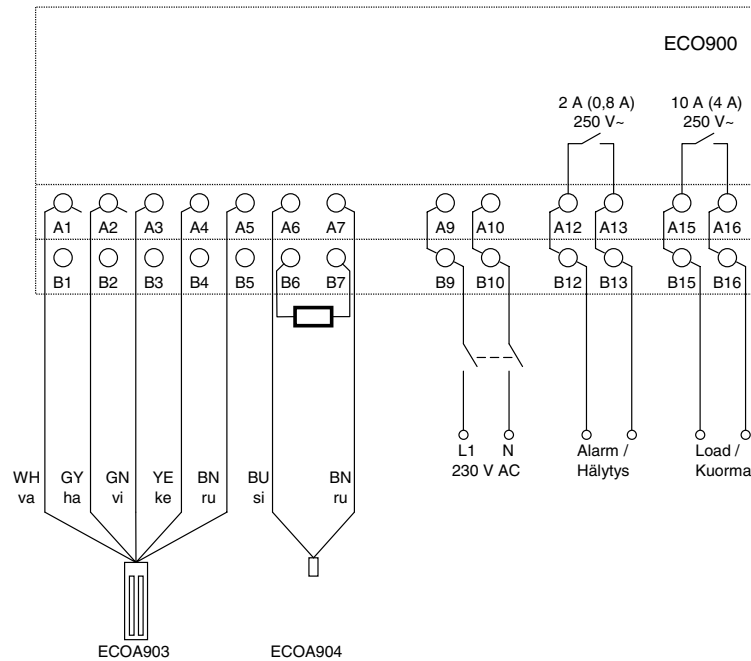 ECO900
2 A (0,8 A) 10 A (4 A)
250 V~ 250 V~
A1 A2 A3 A4 A5 A6 A7 A9 A10 A12 A13 A15 A16
B1 B2 B3 B4 B5 B6 B7 B9 B10 B12 B13 B15 B16
L1 N Alarm / Load /
230 V AC Hälytys Kuorma
WH GY GN YE BN BU BN
va ha vi ke ru si ru
ECOA903 ECOA904